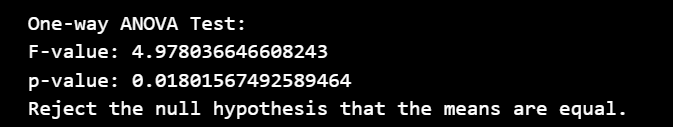 One-way ANOVA Test:
F-value: 4.978036646608243
p-value: 0.01801567492589464
Reject the null hypothesis that the means are equal.